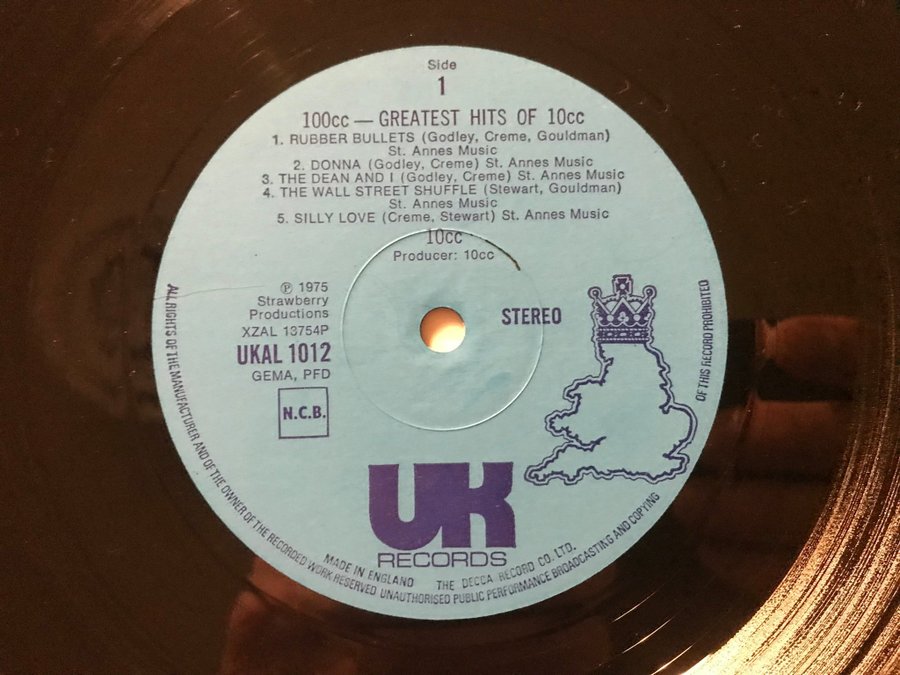 Side
1
100cc — GREATEST HITS OF 10cc
1. RUBBER BULLETS (Godley, Creme, Gouldman)
St. Annes Music
2. DONNA (Godley, Creme) St. Annes Music
3. THE DEAN AND I (Godley, Creme) St. Annes Music
4. THE WALL STREET SHUFFLE (Stewart, Gouldman)
St. Annes Music
5. SILLY LOVE (Creme, Stewart) St. Annes Music
10cc
Producer: 10cc
℗ 1975
Strawberry
Productions
XZAL 13754P
UKAL 1012
GEMA, PFD
N.C.B.
STEREO
UK
RECORDS
MADE IN ENGLAND THE DECCA RECORD CO. LTD.
ALL RIGHTS OF THE MANUFACTURER AND OF THE OWNER OF THE RECORDED WORK RESERVED UNAUTHORISED PUBLIC PERFORMANCE BROADCASTING AND COPYING OF THIS RECORD PROHIBITED